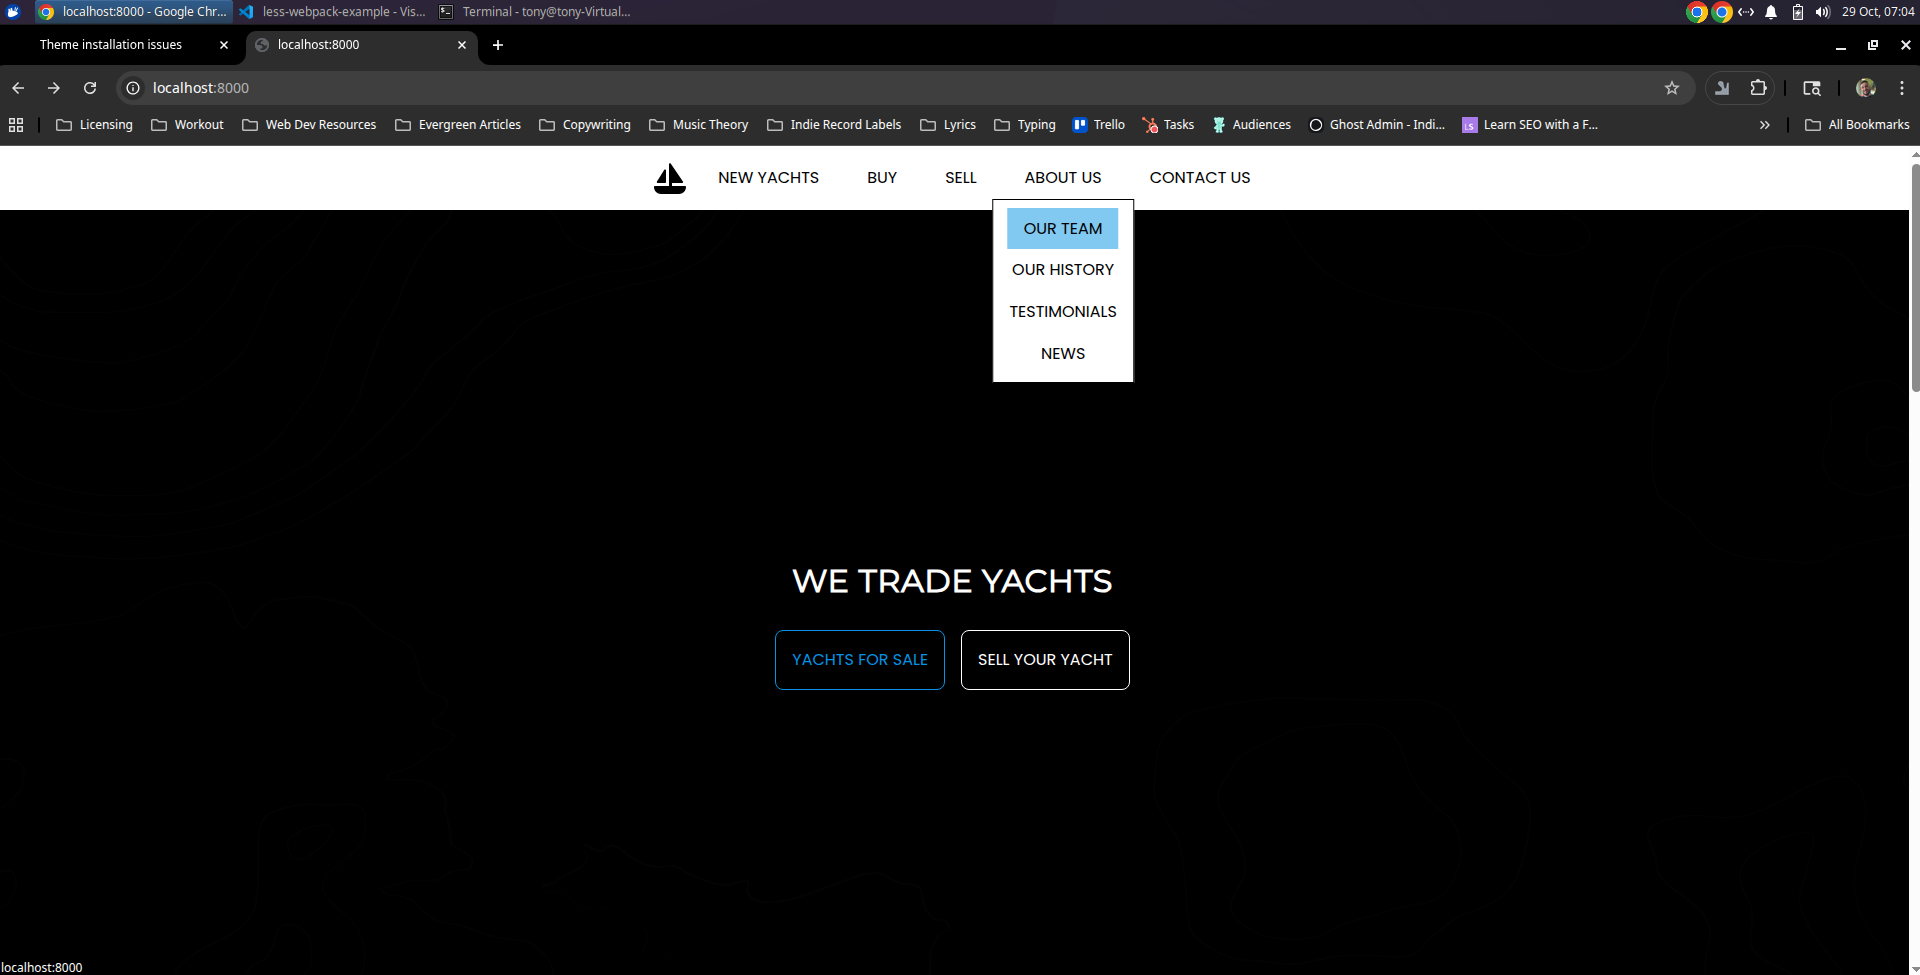 localhost:8000 - Google Chr...
less-webpack-example - Vis...
Terminal - tony@tony-Virtual...
29 Oct, 07:04
Theme installation issues
localhost:8000
localhost:8000
Licensing
Workout
Web Dev Resources
Evergreen Articles
Copywriting
Music Theory
Indie Record Labels
Lyrics
Typing
Trello
Tasks
Audiences
Ghost Admin - Indi...
LS
Learn SEO with a F...
All Bookmarks
NEW YACHTS
BUY
SELL
ABOUT US
CONTACT US
OUR TEAM
OUR HISTORY
TESTIMONIALS
NEWS
WE TRADE YACHTS
YACHTS FOR SALE
SELL YOUR YACHT
localhost:8000